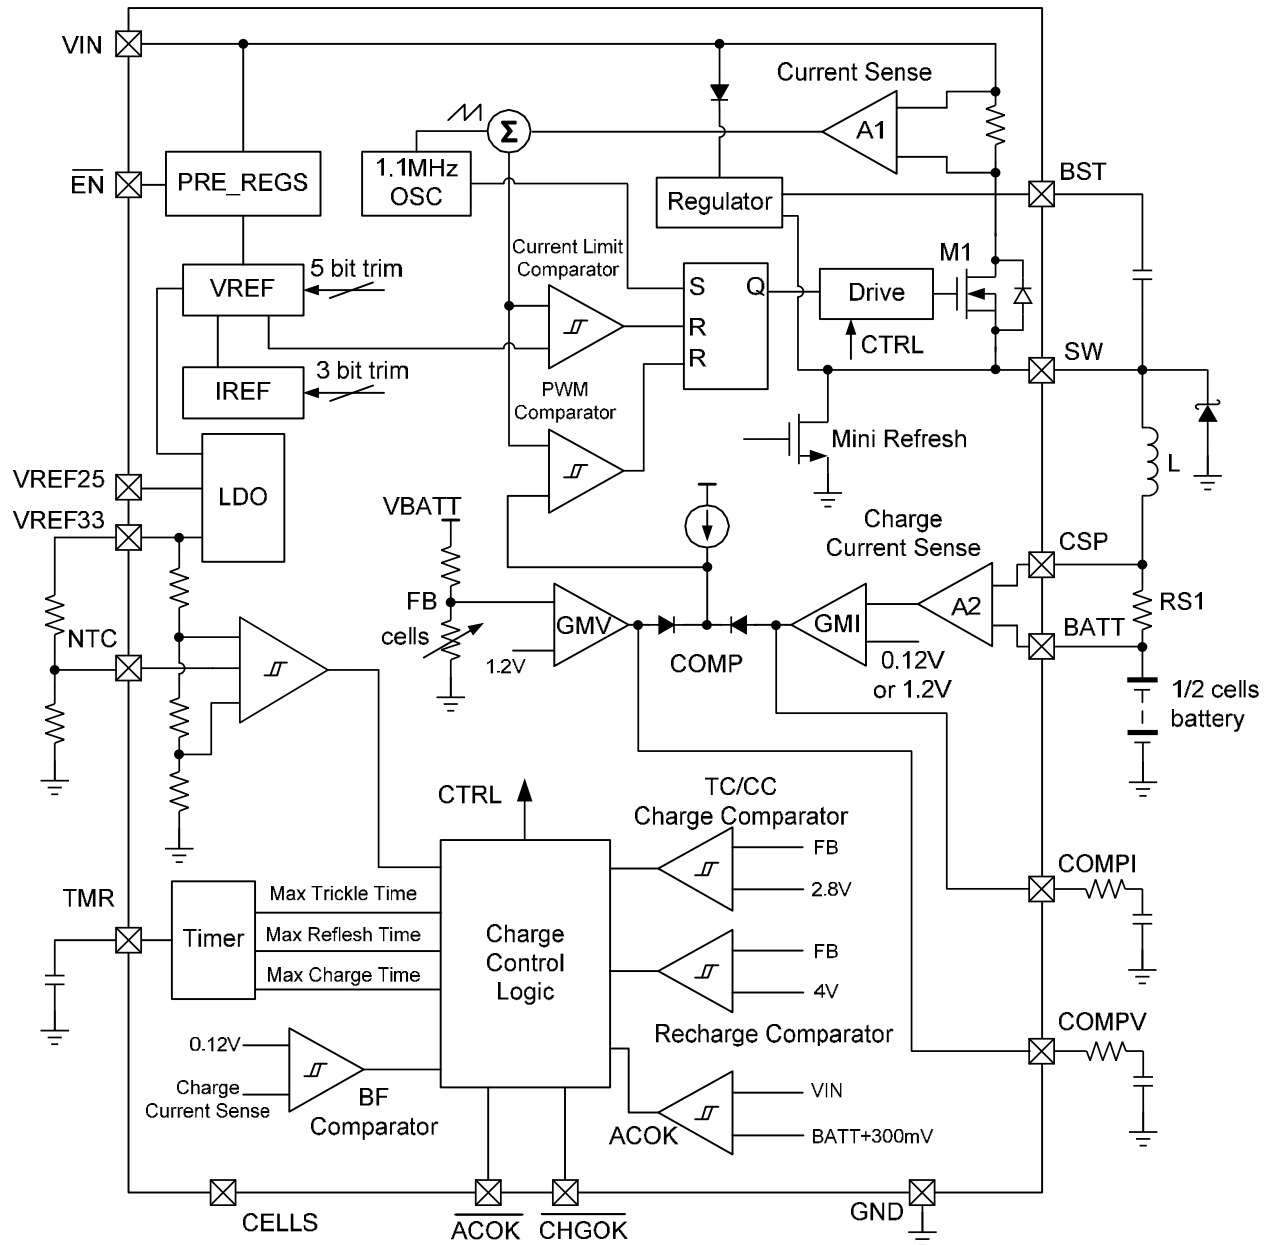 VIN
Current Sense
A1
Σ
1.1MHz
OSC
EN
PRE_REGS
BST
Regulator
Current Limit
Comparator
M1
5 bit trim
VREF
S
Q
Drive
R
CTRL
R
SW
3 bit trim
IREF
PWM
Comparator
Mini Refresh
L
VREF25
LDO
VREF33
VBATT
Charge
Current Sense
CSP
FB
A2
RS1
GMV
GMI
NTC
cells
BATT
1.2V
COMP
0.12V
or 1.2V
1/2 cells
battery
CTRL
TC/CC
Charge Comparator
FB
2.8V
COMPI
TMR
Max Trickle Time
Timer
Max Reflesh Time
Max Charge Time
Charge
Control
Logic
FB
4V
Recharge Comparator
COMPV
0.12V
Charge
Current Sense
BF
Comparator
VIN
ACOK
BATT+300mV
CELLS
ACOK
CHGOK
GND